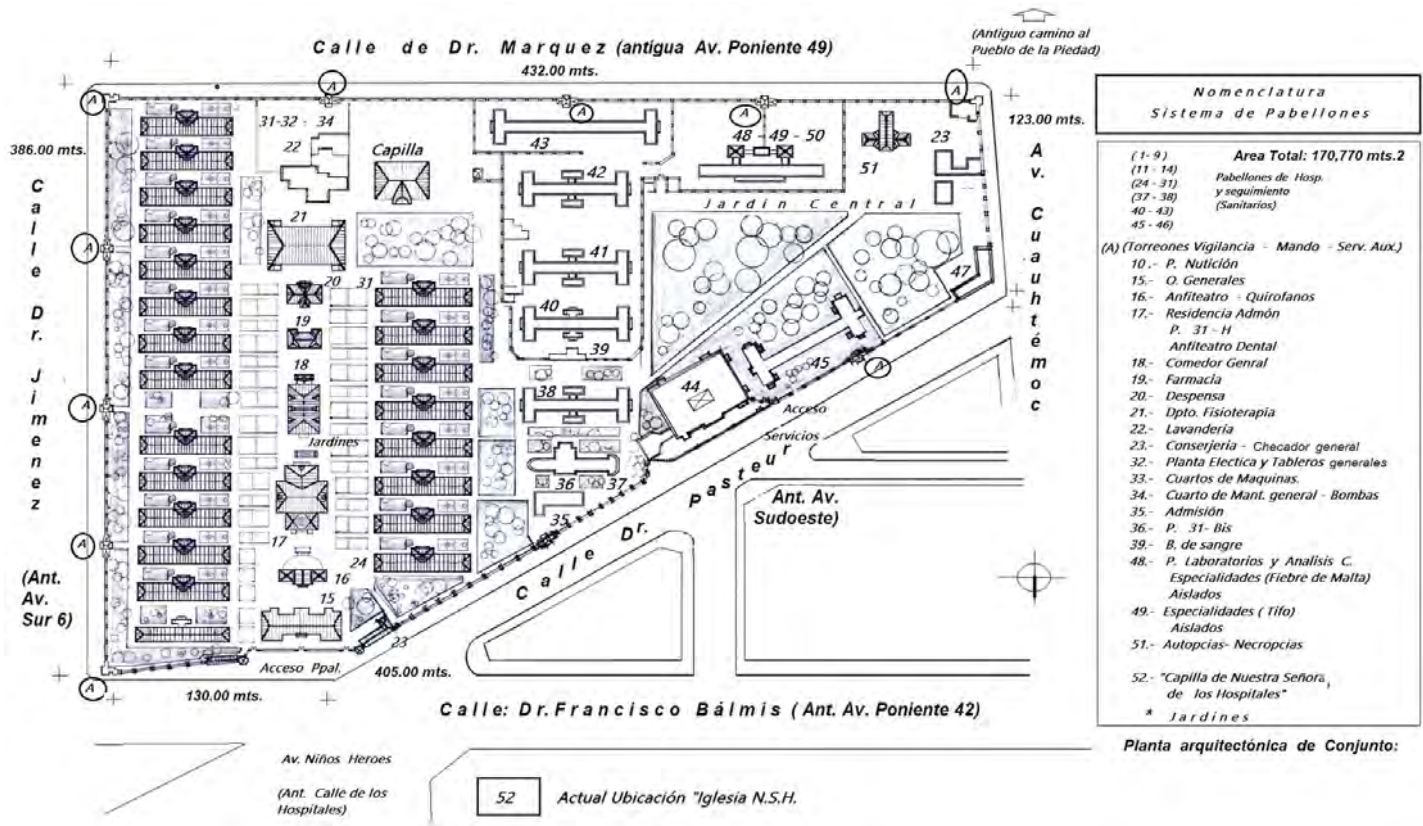 (Antiguo camino al
Pueblo de la Piedad)
Calle de Dr. Marquez (antigua Av. Poniente 49)
432.00 mts.
A
A
A
A
A
386.00 mts.
123.00 mts.
Calle Dr. Jimenez
(Ant.
Av.
Sur 6)
Av. Cuauhtémoc
31-32 - 34
22
Capilla
43
42
48 - 49 - 50
51
23
Jardin Central
21
41
47
20
31
A
19
40
39
45
A
18
38
44
A
Acceso
Servicios
Jardines
36
37
Calle Dr. Pasteur
Ant. Av.
Sudoeste)
35
A
17
24
16
15
23
Acceso Ppal.
A
130.00 mts.
405.00 mts.
Calle: Dr. Francisco Bálmis (Ant. Av. Poniente 42)
Av. Niños Heroes
(Ant. Calle de los
Hospitales)
52
Actual Ubicación "Iglesia N.S.H.
Nomenclatura
Sistema de Pabellones
(1-9)
(11 - 14)
(24 - 31)
(37 - 38)
40 - 43)
45 - 46)
Area Total: 170,770 mts.2
Pabellones de Hosp.
y seguimiento
(Sanitarios)
(A) (Torreones Vigilancia - Mando - Serv. Aux.)
10.- P. Nutición
15.- O. Generales
16.- Anfiteatro - Quirofanos
17.- Residencia Admón
P. 31 - H
Anfiteatro Dental
18.- Comedor Genral
19.- Farmacia
20.- Despensa
21.- Dpto. Fisioterapia
22.- Lavandería
23.- Conserjería - Checador general
32.- Planta Electica y Tableros generales
33.- Cuartos de Maquinas.
34.- Cuarto de Mant. general - Bombas
35.- Admisión
36.- P. 31- Bis
39.- B. de sangre
48.- P. Laboratorios y Analisis C.
Especialidades (Fiebre de Malta)
Aislados
49.- Especialidades ( Tifo)
Aislados
51.- Autopcias- Necropcias
52.- "Capilla de Nuestra Señora,
de los Hospitales"
* Jardines
Planta arquitectónica de Conjunto: